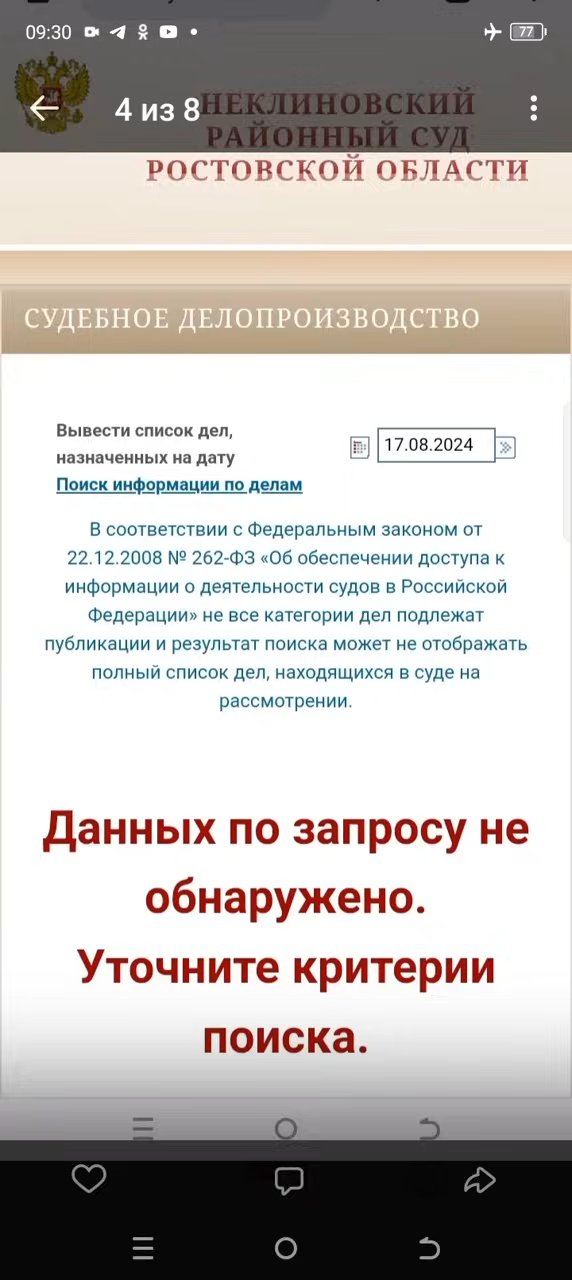 09:30
77
4 из 8
НЕКЛИНОВСКИЙ
РАЙОННЫЙ СУД
РОСТОВСКОЙ ОБЛАСТИ
СУДЕБНОЕ ДЕЛОПРОИЗВОДСТВО
Вывести список дел,
назначенных на дату
17.08.2024
Поиск информации по делам
В соответствии с Федеральным законом от
22.12.2008 № 262-ФЗ «Об обеспечении доступа к
информации о деятельности судов в Российской
Федерации» не все категории дел подлежат
публикации и результат поиска может не отображать
полный список дел, находящихся в суде на
рассмотрении.
Данных по запросу не
обнаружено.
Уточните критерии
поиска.